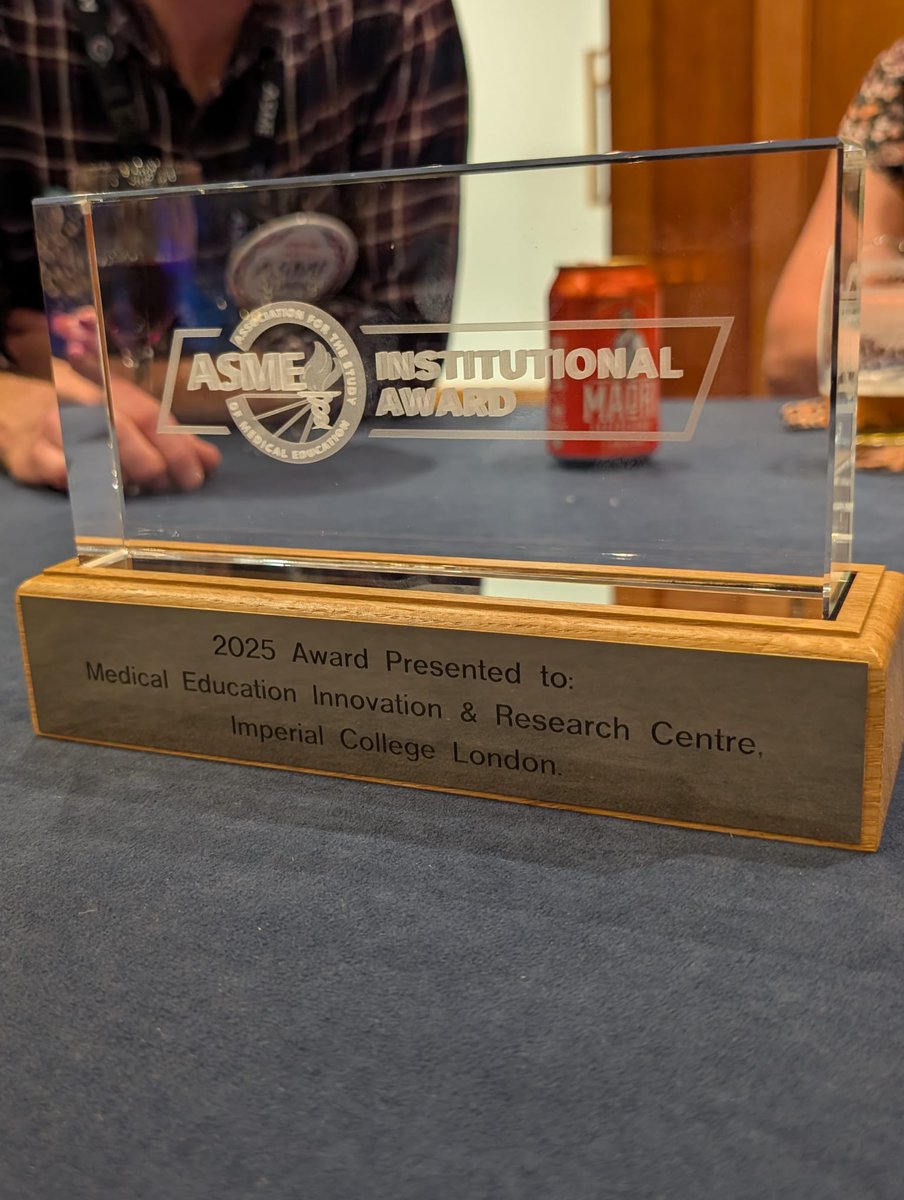 ASSOCIATION FOR THE STUDY
OF MEDICAL EDUCATION
ASME
INSTITUTIONAL
AWARD
MAORI
2025 Award Presented to:
Medical Education Innovation & Research Centre,
Imperial College London.